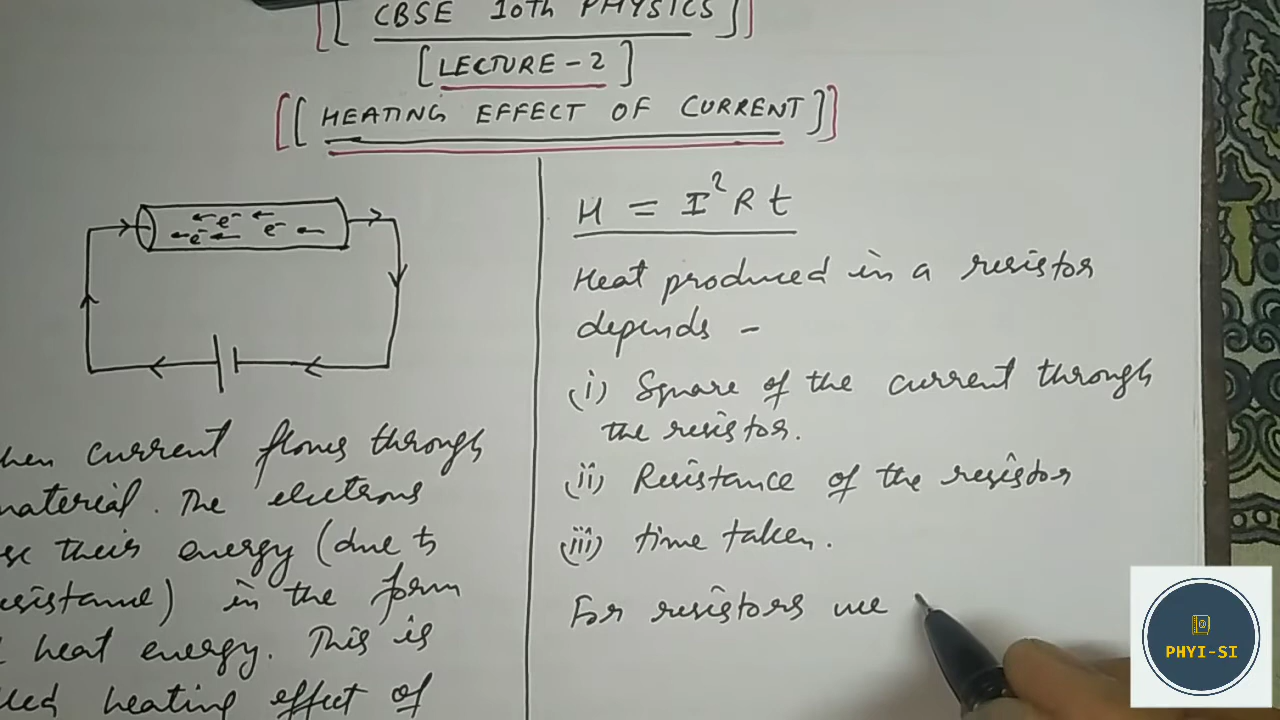 [[ CBSE 10th PHYSICS ]]
[ LECTURE - 2 ]
[[ HEATING EFFECT OF CURRENT ]]
e⁻ e⁻
e⁻
current flows through
material. The electrons
their energy (due to
in the form
heat energy. This is
heating effect of
H = I²Rt
Heat produced in a resistor
depends -
(i) Square of the current through
the resistor.
(ii) Resistance of the resistor
(iii) time taken.
For resistors we
PHYI-SI